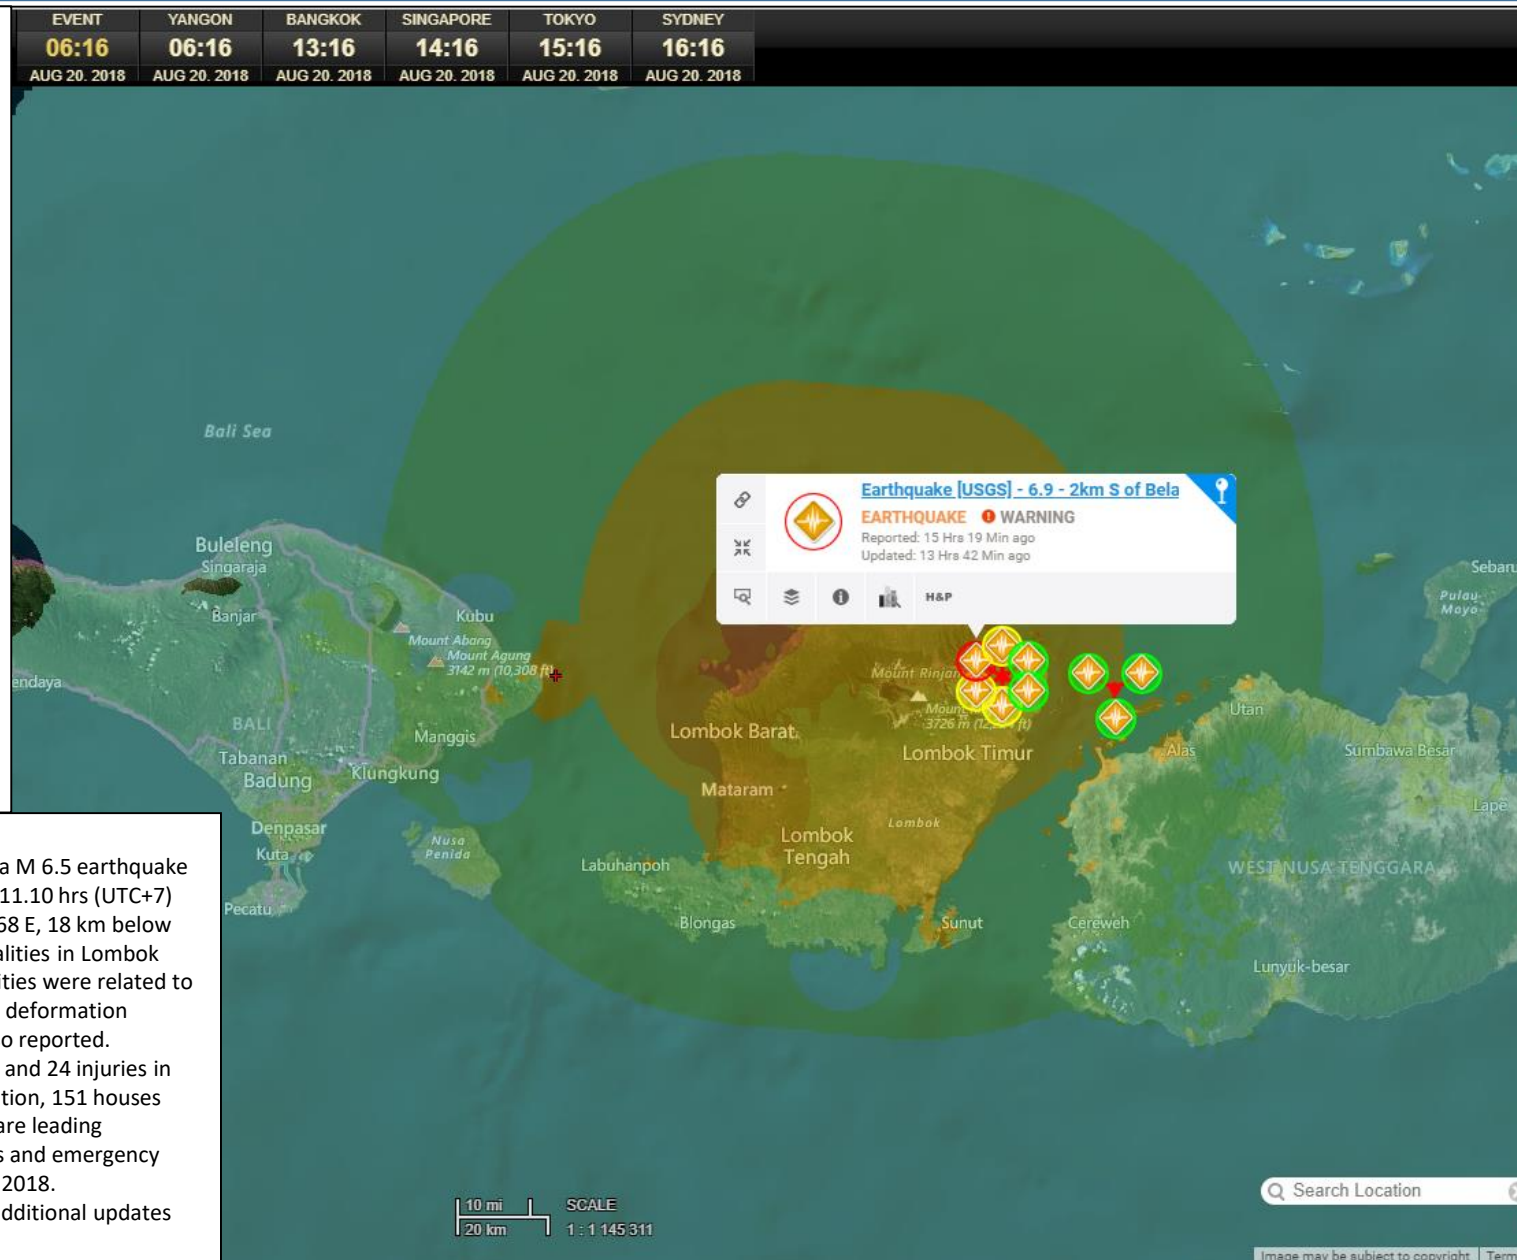 EVENT YANGON BANGKOK SINGAPORE TOKYO SYDNEY
06:16 06:16 13:16 14:16 15:16 16:16
AUG 20. 2018 AUG 20. 2018 AUG 20. 2018 AUG 20. 2018 AUG 20. 2018 AUG 20. 2018
Bali Sea
Earthquake [USGS] - 6.9 - 2km S of Bela
EARTHQUAKE WARNING
Reported: 15 Hrs 19 Min ago
Updated: 13 Hrs 42 Min ago
H&P
Buleleng
Singaraja
Banjar
Kubu
Mount Abang
Mount Agung
3142 m (10,308 ft)
endaya
BALI
Manggis
Tabanan
Badung
Klungkung
Denpasar
Kuta
Nusa
Penida
Pecatu
Mount Rinjan
Mount
3726 m
Lombok Barat
Lombok Timur
Mataram
Lombok
Lombok
Tengah
Labuhanpoh
Blongas
Sunut
Sebaru
Pulau
Moyo
Utan
Alas
Sumbawa Besar
Lape
WEST NUSA TENGGARA
Cereweh
Lunyuk-besar
a M 6.5 earthquake
11.10 hrs (UTC+7)
68 E, 18 km below
alities in Lombok
ities were related to
deformation
o reported.
and 24 injuries in
tion, 151 houses
are leading
s and emergency
2018.
dditional updates
10 mi SCALE
20 km 1 : 1 145 311
Search Location
Image may be subject to copyright Term